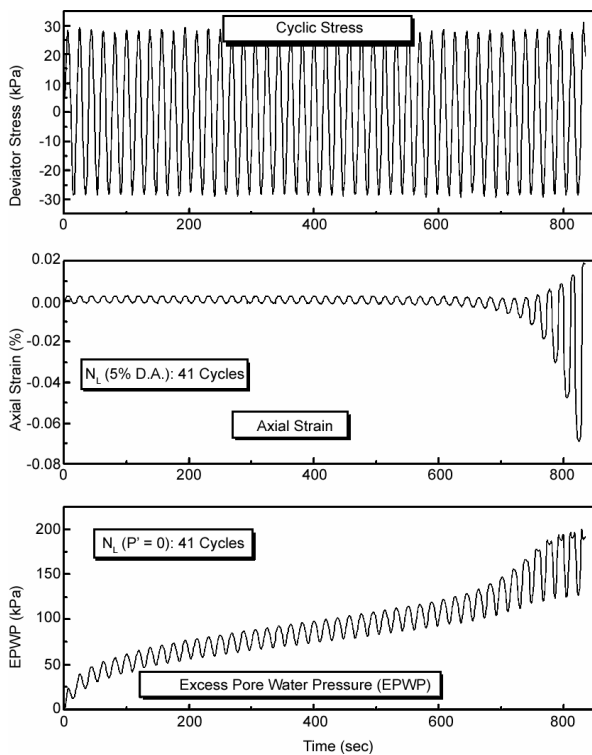 Cyclic Stress
Deviator Stress (kPa)
30
20
10
0
-10
-20
-30
0 200 400 600 800
Axial Strain (%)
0.02
0.00
-0.02
-0.04
-0.06
-0.08
N_L (5% D.A.): 41 Cycles
Axial Strain
0 200 400 600 800
EPWP (kPa)
200
150
100
50
0
N_L (P' = 0): 41 Cycles
Excess Pore Water Pressure (EPWP)
0 200 400 600 800
Time (sec)